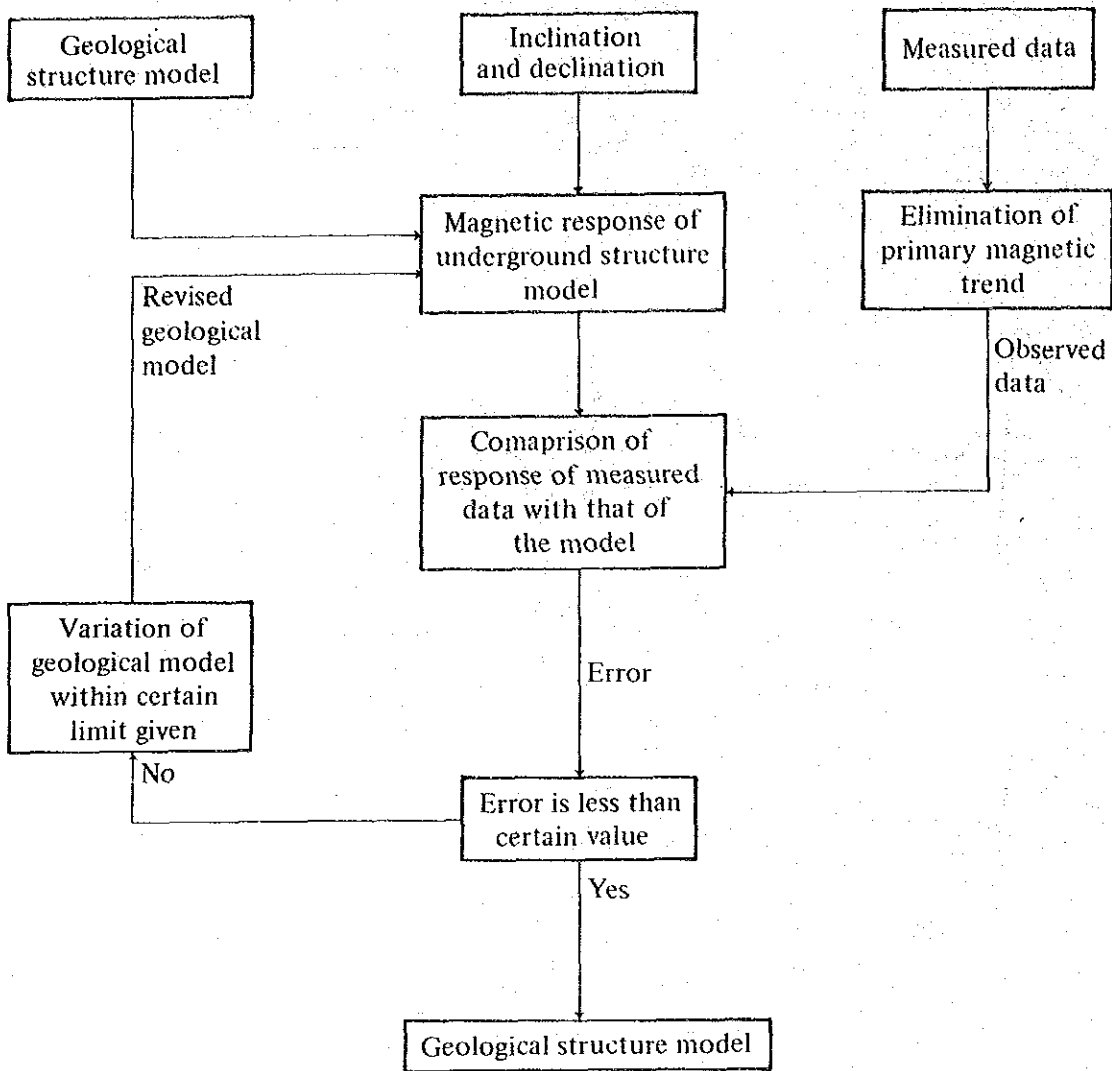 Geological
structure model
Inclination
and declination
Measured data
Magnetic response of
underground structure
model
Elimination of
primary magnetic
trend
Revised
geological
model
Observed
data
Comaprison of
response of measured
data with that of
the model
Variation of
geological model
within certain
limit given
Error
No
Error is less than
certain value
Yes
Geological structure model